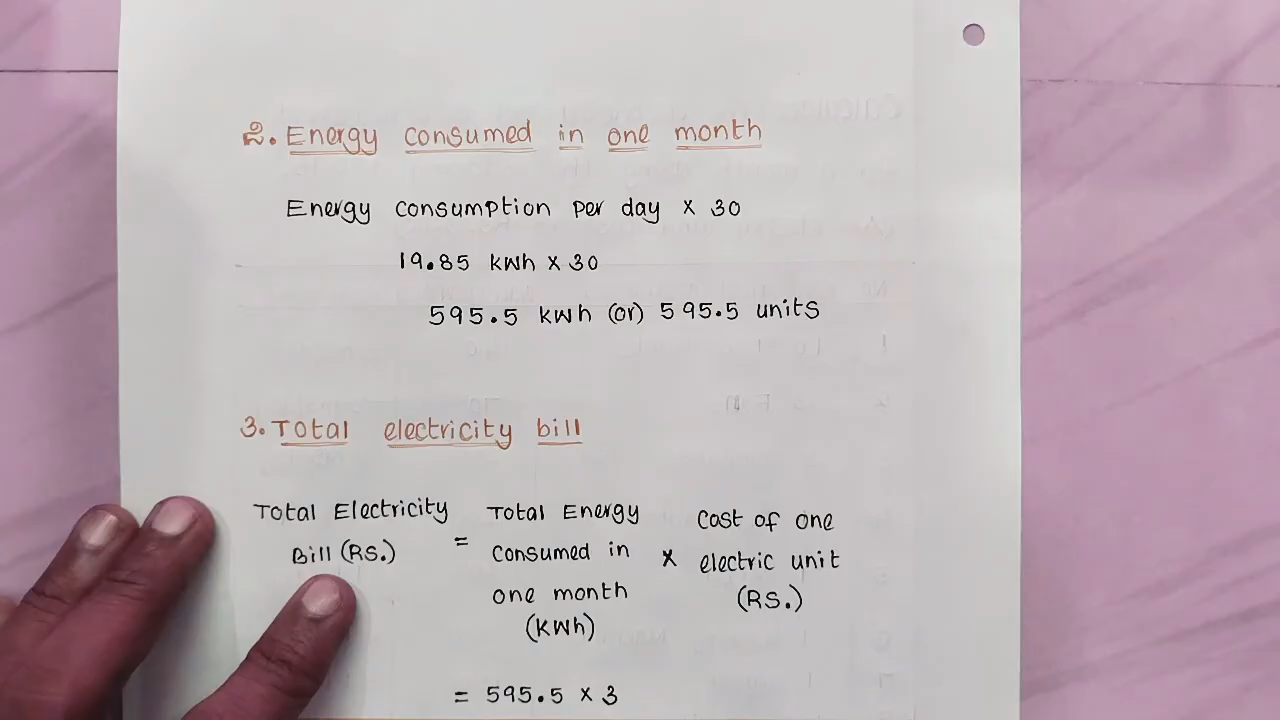 2. Energy consumed in one month
Energy consumption per day × 30
19.85 kwh × 30
595.5 kwh (or) 595.5 units
3. Total electricity bill
Total Electricity Bill (RS.) = Total Energy consumed in one month (kwh) × Cost of one electric unit (RS.)
= 595.5 × 3